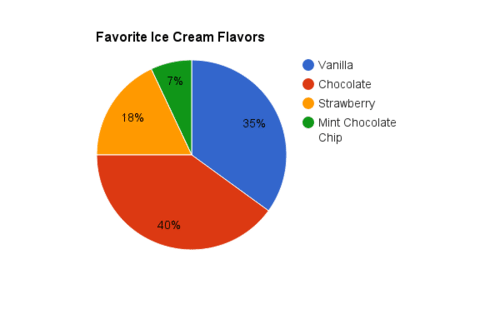 Favorite Ice Cream Flavors
7%
Vanilla
Chocolate
Strawberry
Mint Chocolate
Chip
18%
35%
40%